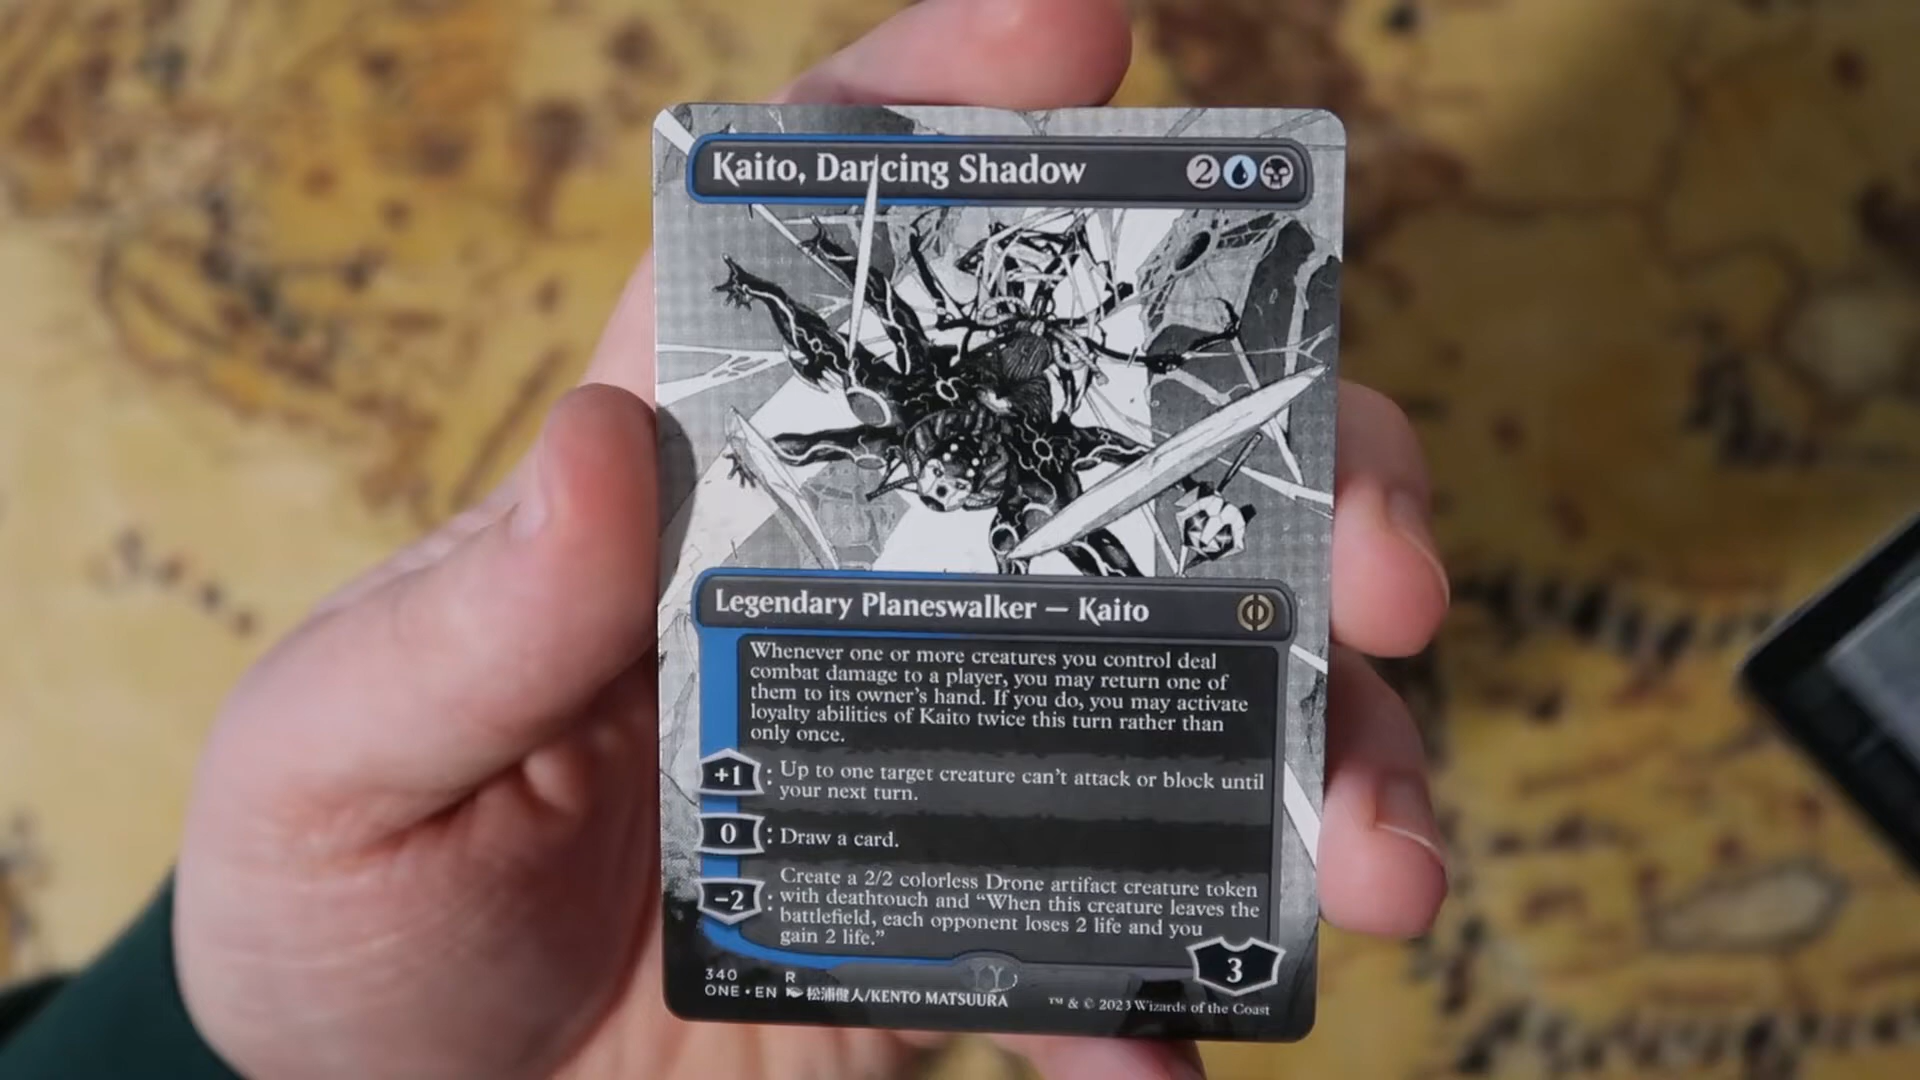 Kaito, Dancing Shadow 2
Legendary Planeswalker — Kaito
Whenever one or more creatures you control deal
combat damage to a player, you may return one of
them to its owner's hand. If you do, you may activate
loyalty abilities of Kaito twice this turn rather than
only once.
+1 : Up to one target creature can't attack or block until
your next turn.
0 : Draw a card.
Create a 2/2 colorless Drone artifact creature token
−2 : with deathtouch and “When this creature leaves the
battlefield, each opponent loses 2 life and you
gain 2 life.”
3
340 R
ONE • EN 松浦健人/KENTO MATSUURA ™ & © 2023 Wizards of the Coast